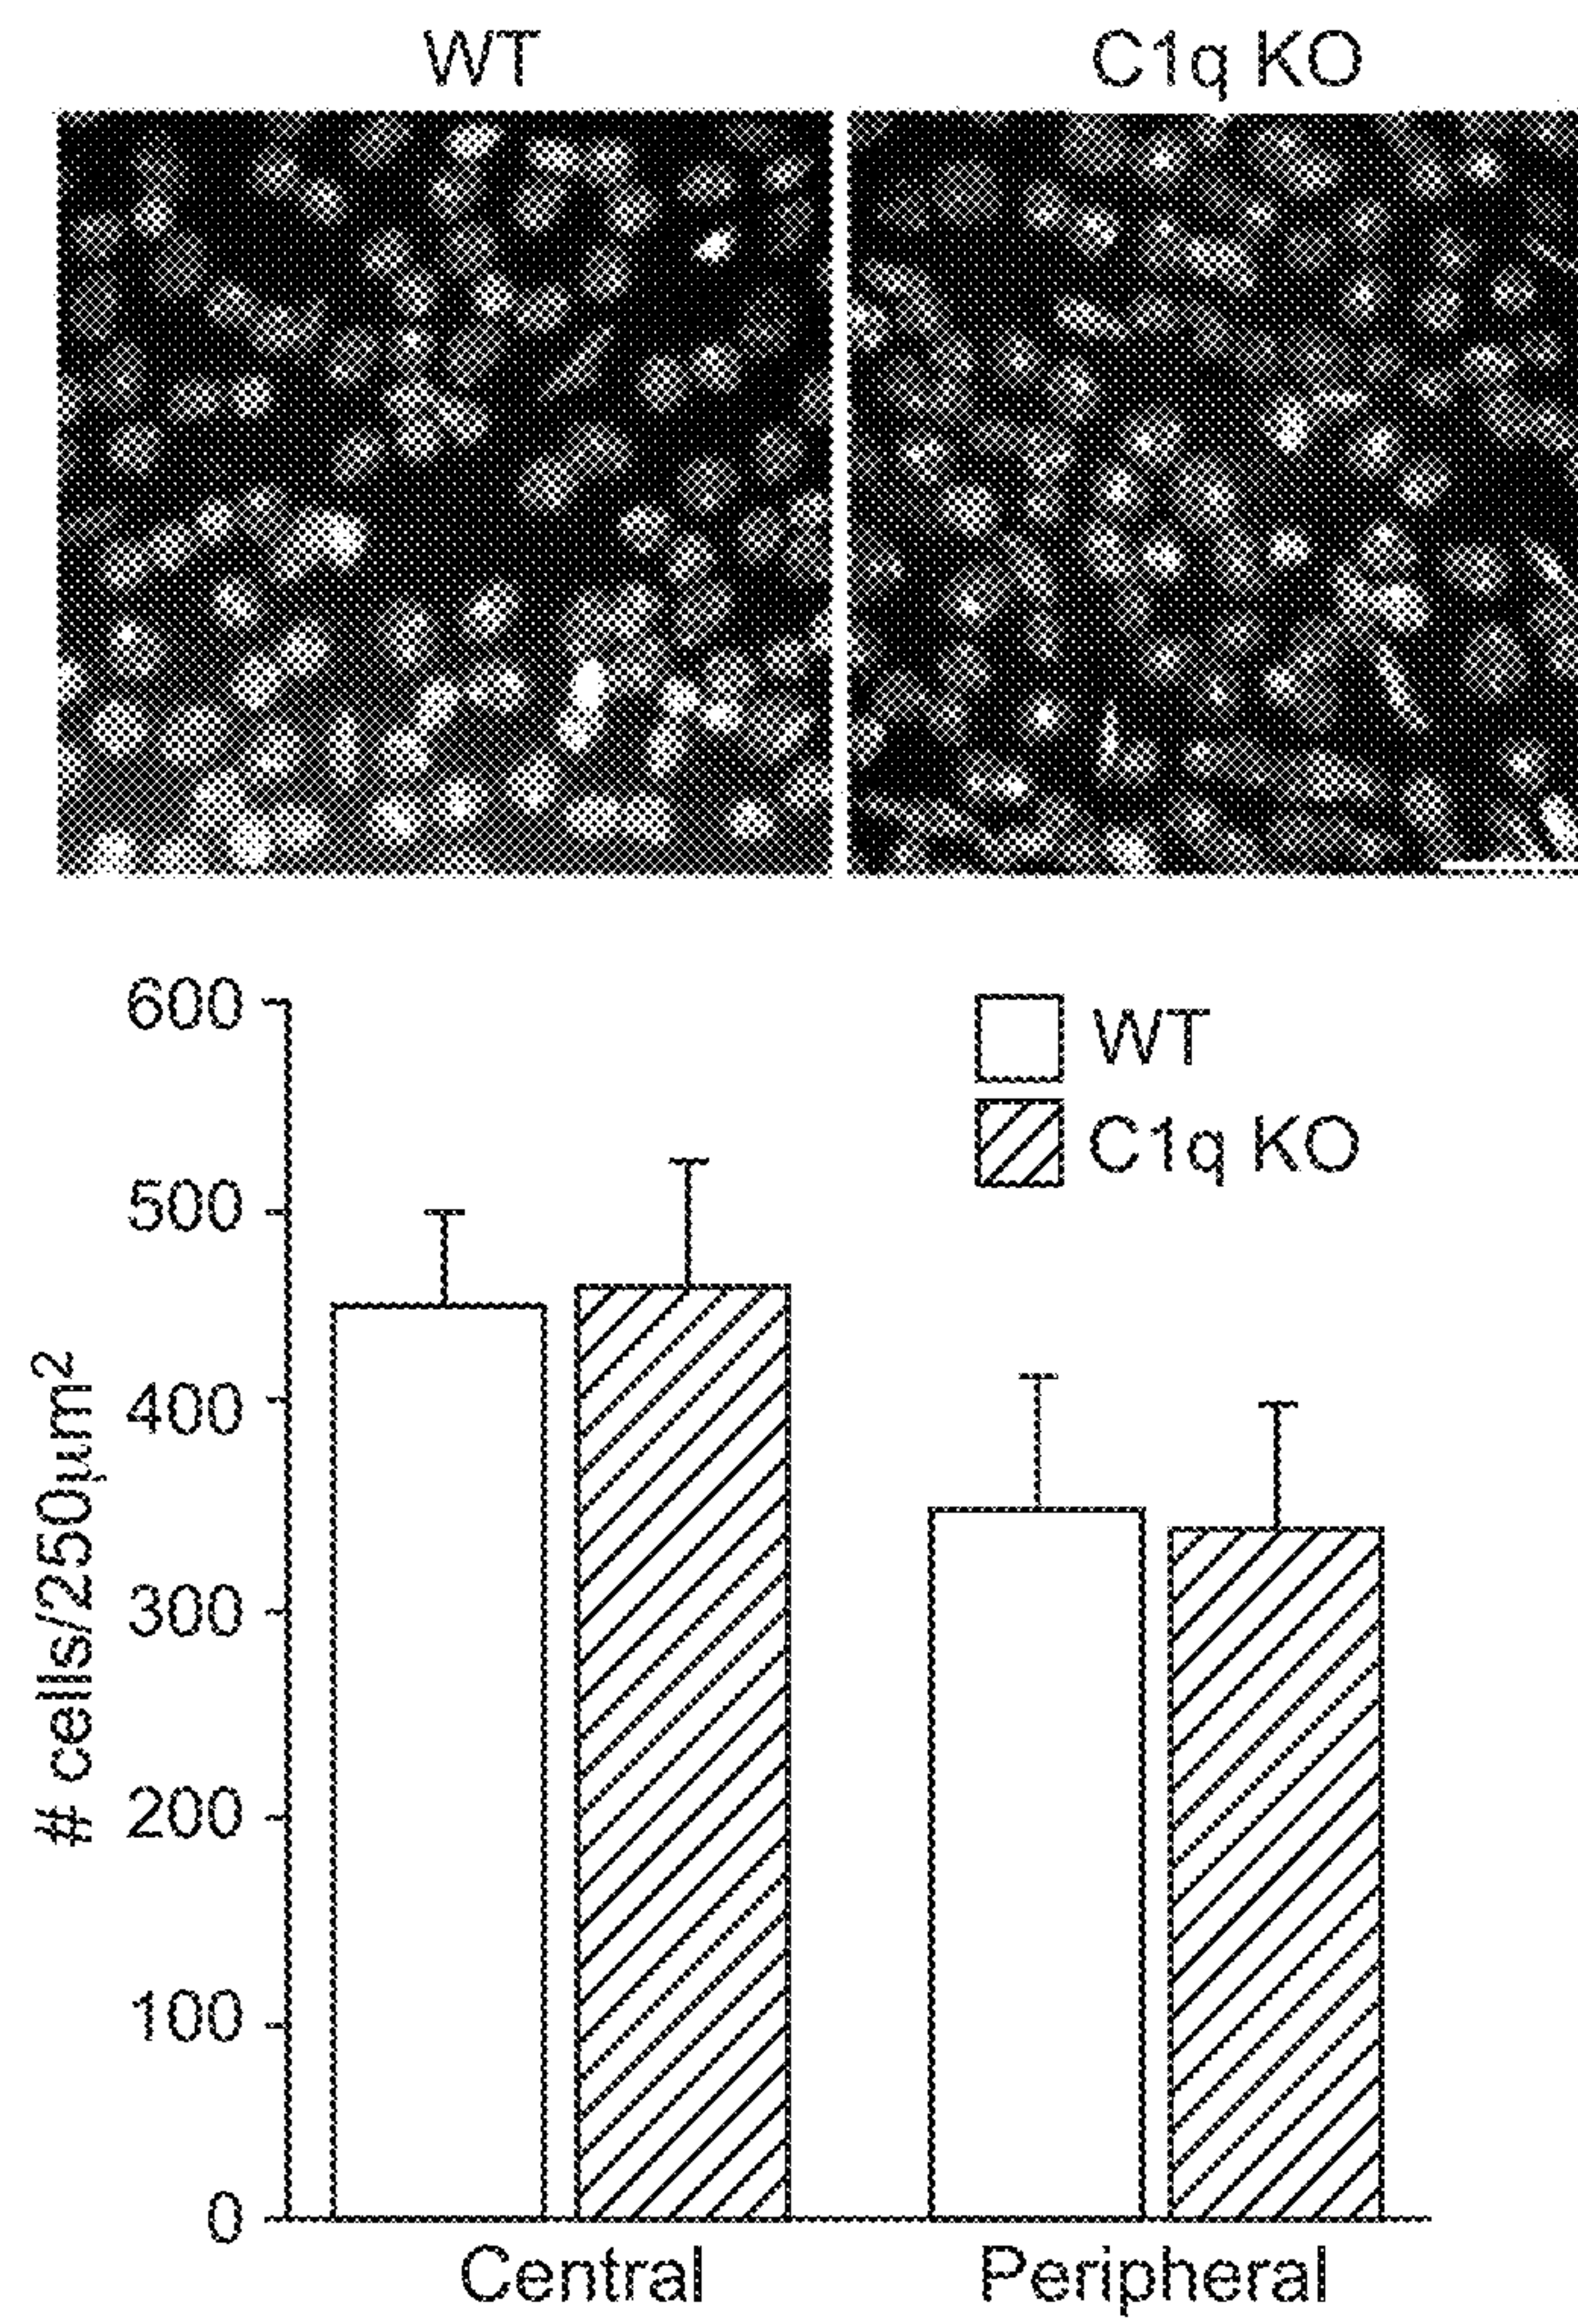 WT
C1q KO
600
500
400
300
200
100
0
# cells/250µm²
WT
C1q KO
Central
Peripheral